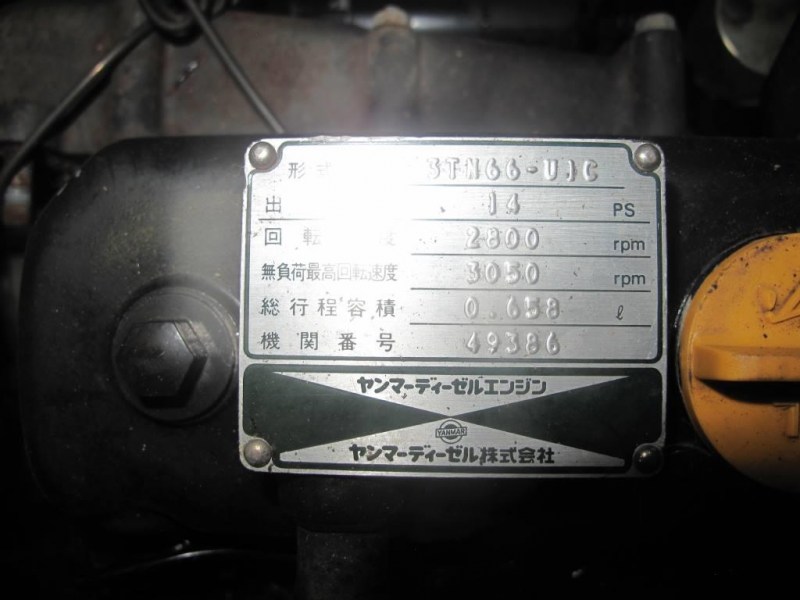 形式 3TN66-U1C
出 14 PS
回転 度 2800 rpm
無負荷最高回転速度 3050 rpm
総行程容積 0.658 ℓ
機関番号 49386
ヤンマーディーゼルエンジン
YANMAR
ヤンマーディーゼル株式会社